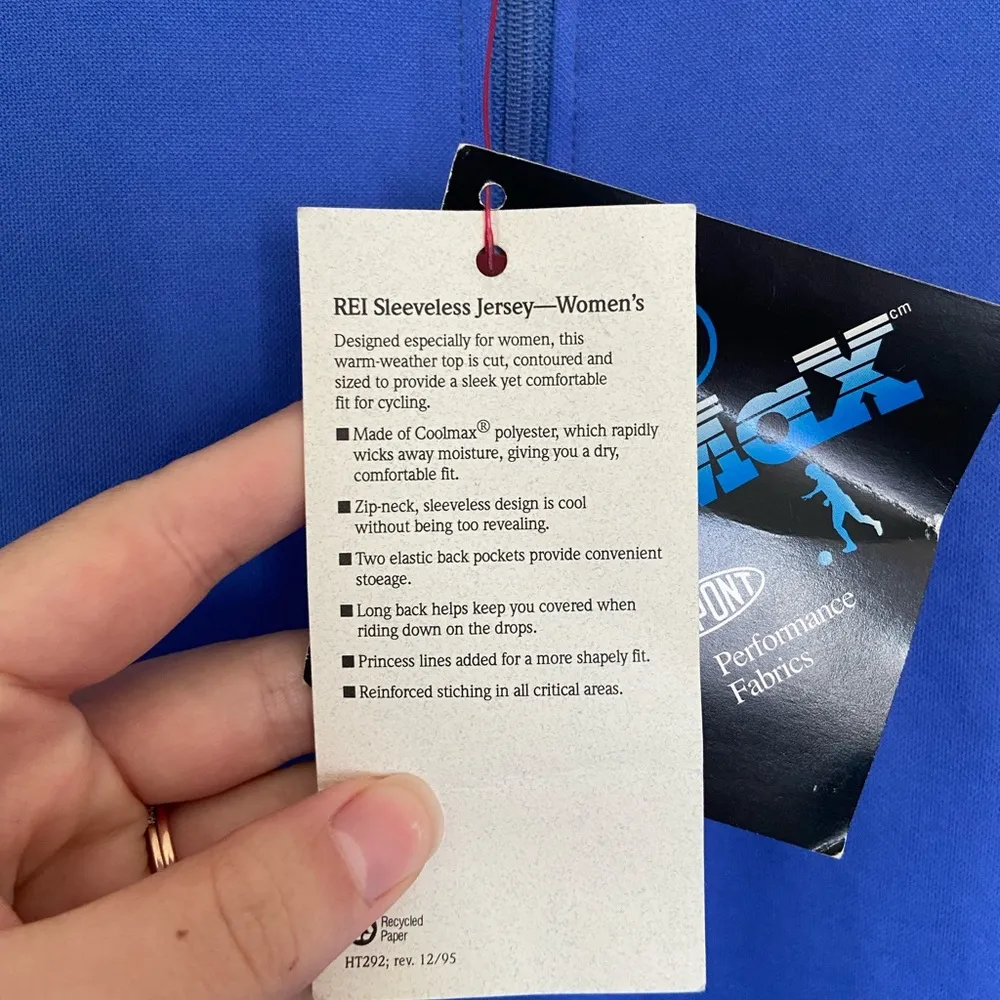 REI Sleeveless Jersey—Women's
Designed especially for women, this
warm-weather top is cut, contoured and
sized to provide a sleek yet comfortable
fit for cycling.
■ Made of Coolmax® polyester, which rapidly
wicks away moisture, giving you a dry,
comfortable fit.
■ Zip-neck, sleeveless design is cool
without being too revealing.
■ Two elastic back pockets provide convenient
stoeage.
■ Long back helps keep you covered when
riding down on the drops.
■ Princess lines added for a more shapely fit.
■ Reinforced stiching in all critical areas.
Recycled
Paper
HT292; rev. 12/95
max cm
PONT
Performance
Fabrics